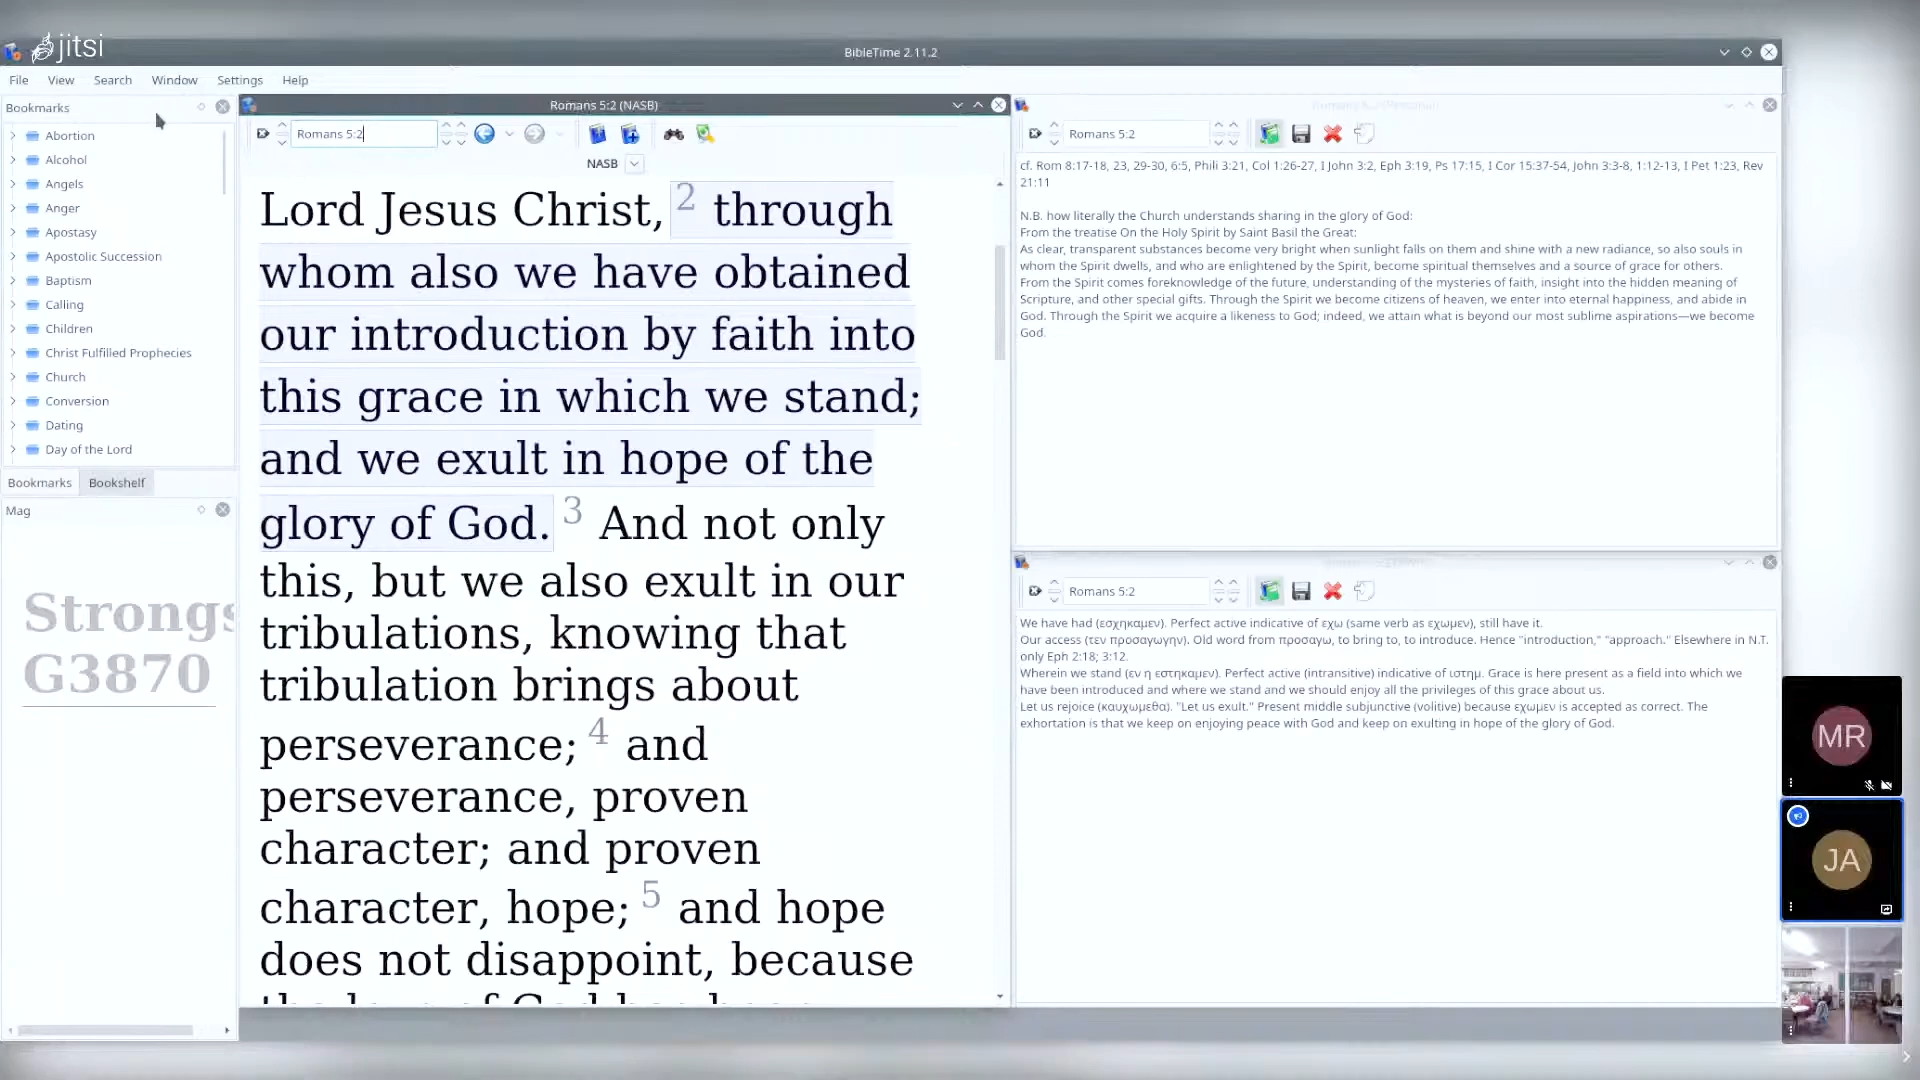 jitsi
BibleTime 2.11.2
File View Search Window Settings Help
Bookmarks
Abortion
Alcohol
Angels
Anger
Apostasy
Apostolic Succession
Baptism
Calling
Children
Christ Fulfilled Prophecies
Church
Conversion
Dating
Day of the Lord
Bookmarks Bookshelf
Mag
Strongs
G3870
Romans 5:2 (NASB)
Romans 5:2
NASB
Lord Jesus Christ, 2 through
whom also we have obtained
our introduction by faith into
this grace in which we stand;
and we exult in hope of the
glory of God. 3 And not only
this, but we also exult in our
tribulations, knowing that
tribulation brings about
perseverance; 4 and
perseverance, proven
character; and proven
character, hope; 5 and hope
does not disappoint, because
Romans 5:2
cf. Rom 8:17-18, 23, 29-30, 6:5, Phili 3:21, Col 1:26-27, I John 3:2, Eph 3:19, Ps 17:15, I Cor 15:37-54, John 3:3-8, 1:12-13, I Pet 1:23, Rev
21:11
N.B. how literally the Church understands sharing in the glory of God:
From the treatise On the Holy Spirit by Saint Basil the Great:
As clear, transparent substances become very bright when sunlight falls on them and shine with a new radiance, so also souls in
whom the Spirit dwells, and who are enlightened by the Spirit, become spiritual themselves and a source of grace for others.
From the Spirit comes foreknowledge of the future, understanding of the mysteries of faith, insight into the hidden meaning of
Scripture, and other special gifts. Through the Spirit we become citizens of heaven, we enter into eternal happiness, and abide in
God. Through the Spirit we acquire a likeness to God; indeed, we attain what is beyond our most sublime aspirations—we become
God.
Romans 5:2
We have had (εσχηκαμεν). Perfect active indicative of εχω (same verb as εχωμεν), still have it.
Our access (τεν προσαγωγην). Old word from προσαγω, to bring to, to introduce. Hence "introduction," "approach." Elsewhere in N.T.
only Eph 2:18; 3:12.
Wherein we stand (εν η εστηκαμεν). Perfect active (intransitive) indicative of ιστημ. Grace is here present as a field into which we
have been introduced and where we stand and we should enjoy all the privileges of this grace about us.
Let us rejoice (καυχωμεθα). "Let us exult." Present middle subjunctive (volitive) because εχωμεν is accepted as correct. The
exhortation is that we keep on enjoying peace with God and keep on exulting in hope of the glory of God.
MR
JA